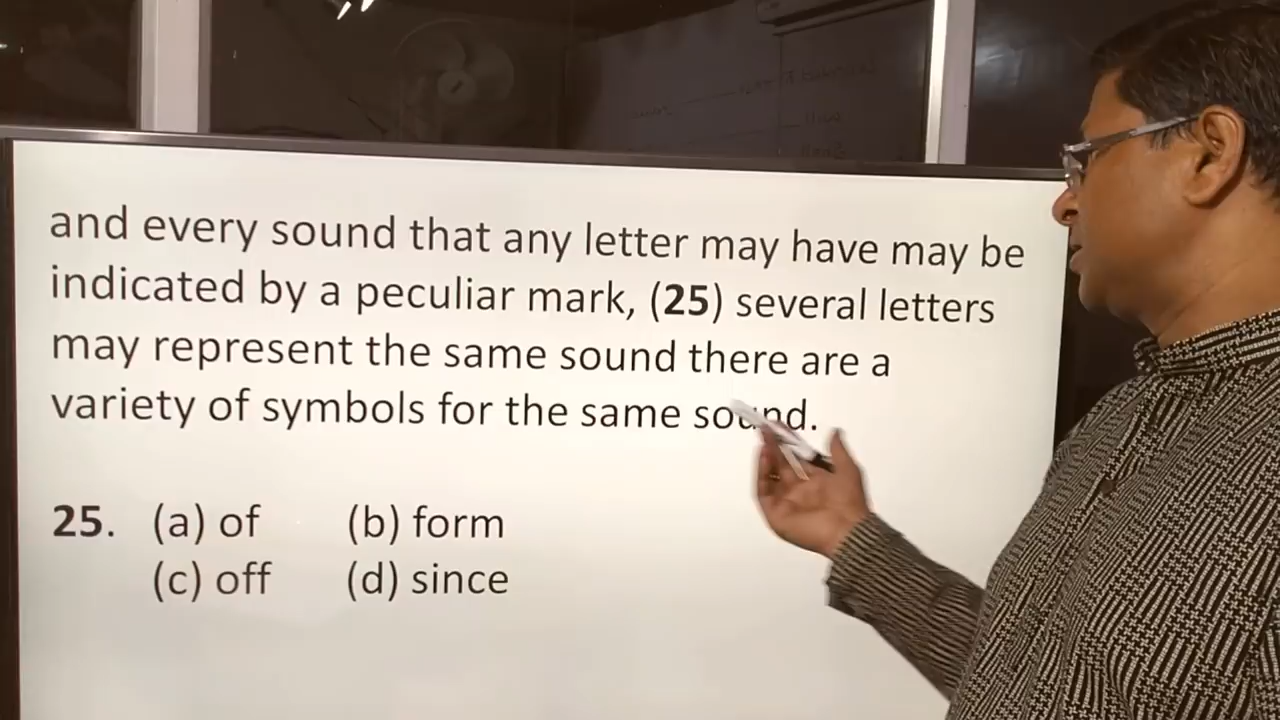 and every sound that any letter may have may be
indicated by a peculiar mark, (25) several letters
may represent the same sound there are a
variety of symbols for the same sound.
25. (a) of (b) form
(c) off (d) since